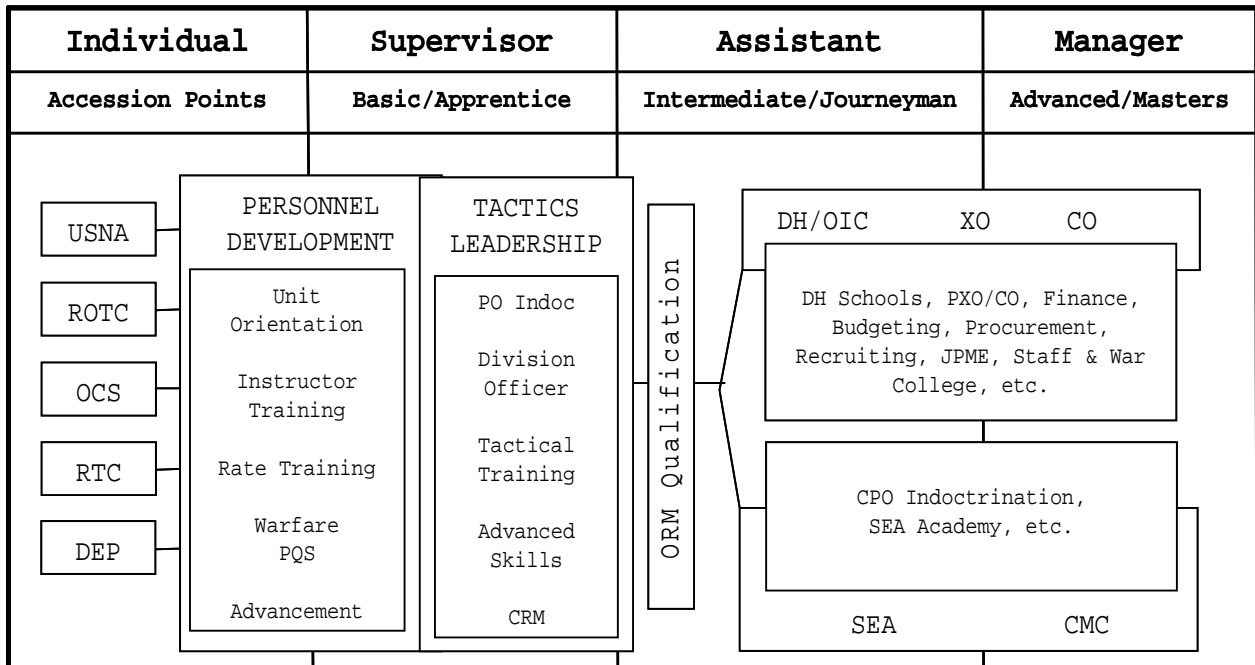 Individual
Supervisor
Assistant
Manager
Accession Points
Basic/Apprentice
Intermediate/Journeyman
Advanced/Masters
USNA
ROTC
OCS
RTC
DEP
PERSONNEL
DEVELOPMENT
Unit
Orientation
Instructor
Training
Rate Training
Warfare
PQS
Advancement
TACTICS
LEADERSHIP
PO Indoc
Division
Officer
Tactical
Training
Advanced
Skills
CRM
ORM Qualification
DH/OIC XO CO
DH Schools, PXO/CO, Finance,
Budgeting, Procurement,
Recruiting, JPME, Staff & War
College, etc.
CPO Indoctrination,
SEA Academy, etc.
SEA CMC